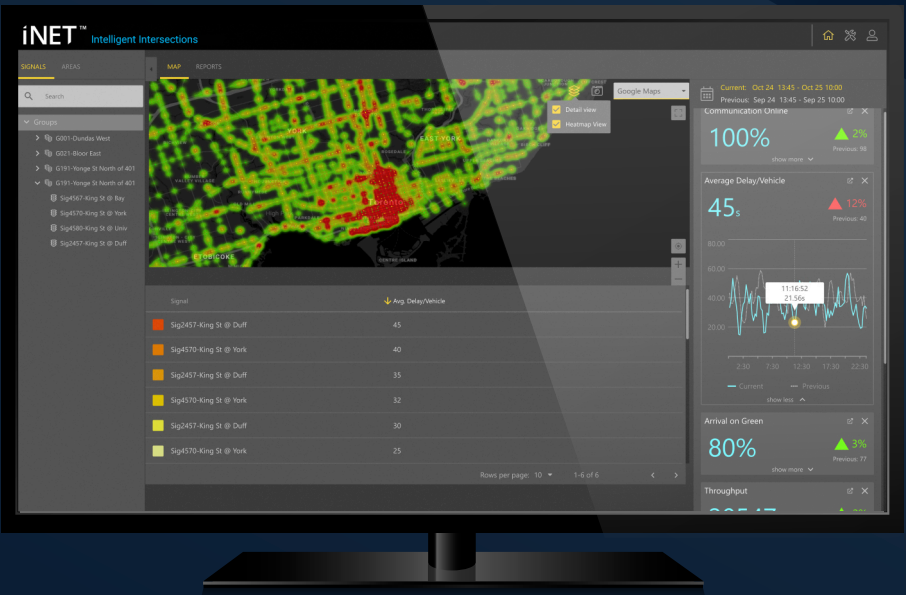 iNET™ Intelligent Intersections
SIGNALS AREAS
MAP REPORTS
Search
Groups
G001-Dundas West
G021-Bloor East
G191-Yonge St North of 401
G191-Yonge St North of 401
Sig4567-King St @ Bay
Sig4570-King St @ York
Sig4580-King St @ Univ
Sig2457-King St @ Duff
Google Maps
Detail view
Heatmap View
YORK
EAST YORK
Toronto
ETOBICOKE
CENTRE ISLAND
Signal Avg. Delay/Vehicle
Sig2457-King St @ Duff 45
Sig4570-King St @ York 40
Sig2457-King St @ Duff 35
Sig4570-King St @ York 32
Sig2457-King St @ Duff 30
Sig4570-King St @ York 25
Rows per page: 10 1-6 of 6
Current: Oct 24 13:45 - Oct 25 10:00
Previous: Sep 24 13:45 - Sep 25 10:00
Communication Online
100% 2%
Previous: 98
show more
Average Delay/Vehicle
45s 12%
Previous: 40
80.00
60.00
40.00
20.00
11:16:52
21.56s
2:30 7:30 12:30 17:30 22:30
Current Previous
show less
Arrival on Green
80% 3%
Previous: 77
show more
Throughput